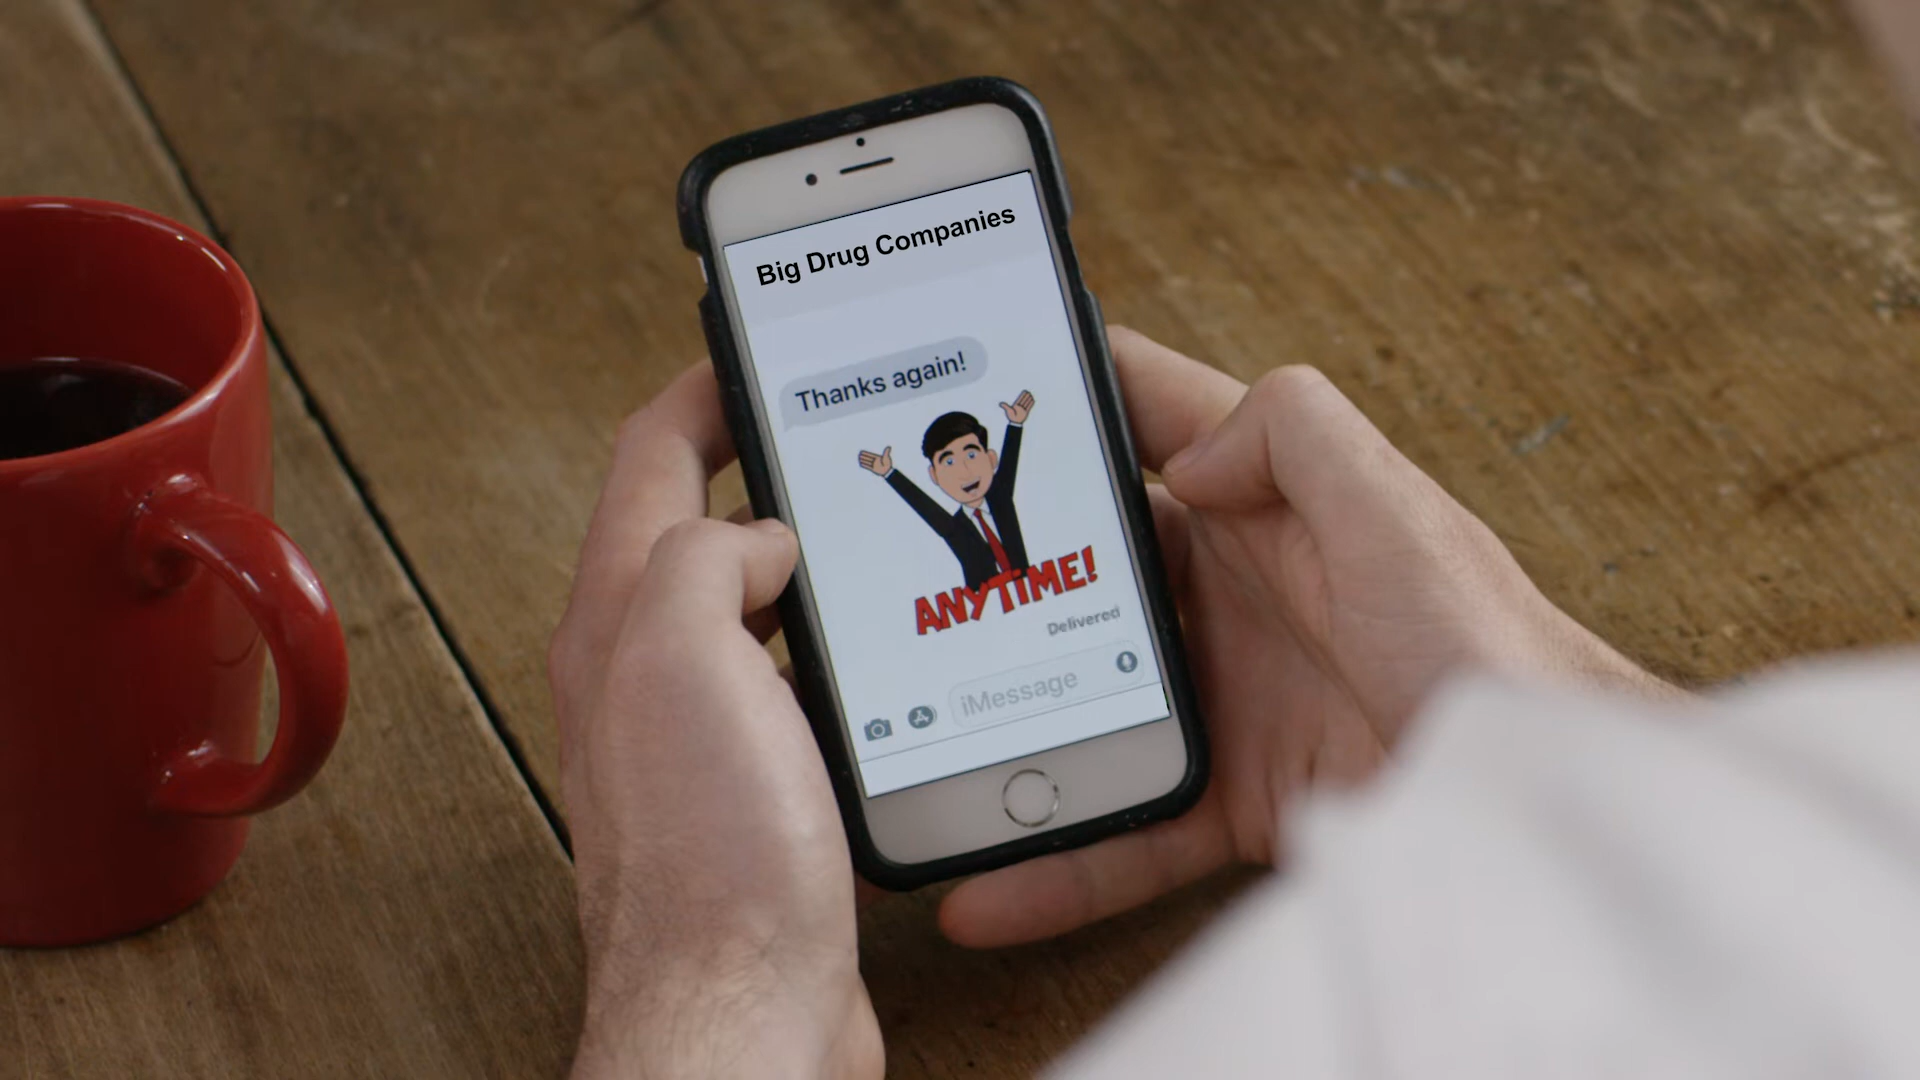 Big Drug Companies
Thanks again!
ANYTIME!
Delivered
iMessage